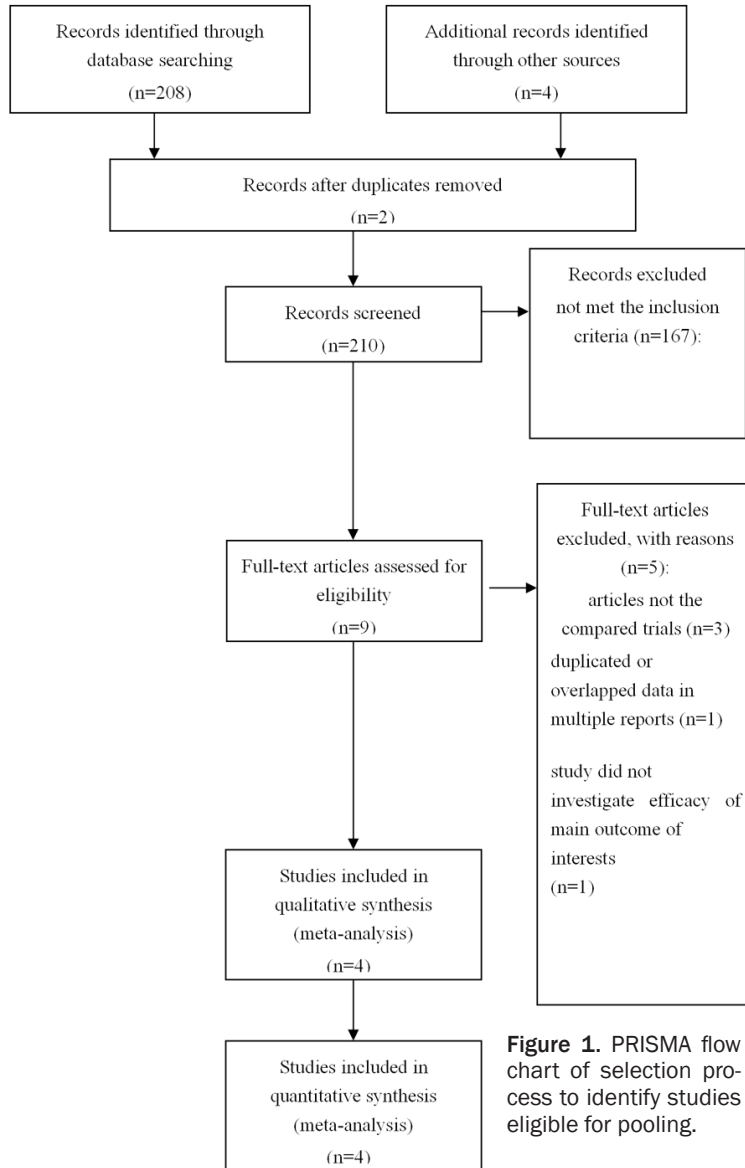 Records identified through
database searching
(n=208)
Additional records identified
through other sources
(n=4)
Records after duplicates removed
(n=2)
Records screened
(n=210)
Records excluded
not met the inclusion
criteria (n=167):
Full-text articles assessed for
eligibility
(n=9)
Full-text articles
excluded, with reasons
(n=5):
articles not the
compared trials (n=3)
duplicated or
overlapped data in
multiple reports (n=1)
study did not
investigate efficacy of
main outcome of
interests
(n=1)
Studies included in
qualitative synthesis
(meta-analysis)
(n=4)
Studies included in
quantitative synthesis
(meta-analysis)
(n=4)
Figure 1. PRISMA flow
chart of selection pro-
cess to identify studies
eligible for pooling.